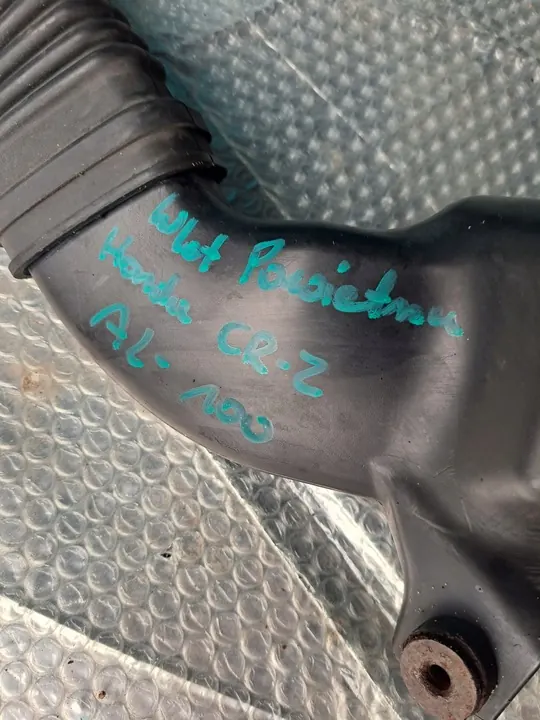 Wlot Powietrza
Honda CR-Z
AL-100